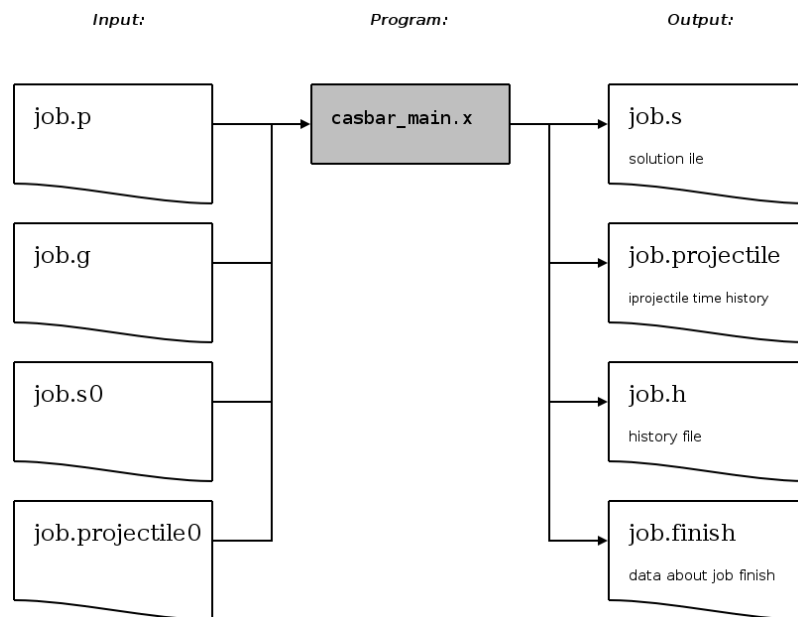 Input:
Program:
Output:
job.p
casbar_main.x
job.s
solution ile
job.g
job.projectile
iprojectile time history
job.s0
job.h
history file
job.projectile0
job.finish
data about job finish